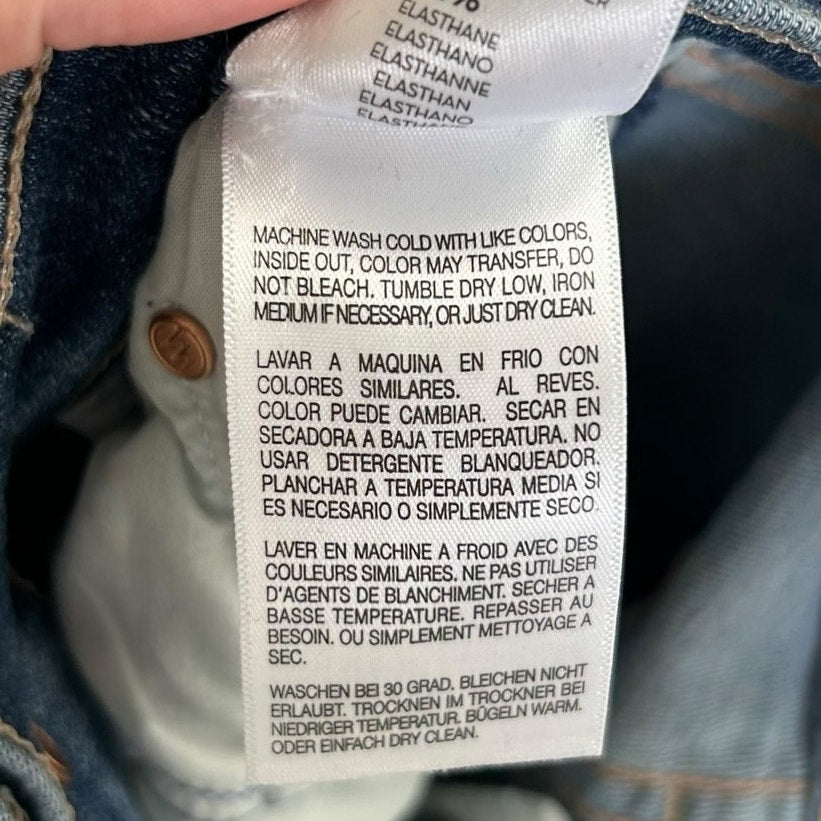 %
ELASTHANE
ELASTHANO
ELASTHANNE
ELASTHAN
ELASTHANO
MACHINE WASH COLD WITH LIKE COLORS,
INSIDE OUT, COLOR MAY TRANSFER, DO
NOT BLEACH. TUMBLE DRY LOW, IRON
MEDIUM IF NECESSARY, OR JUST DRY CLEAN.
LAVAR A MAQUINA EN FRIO CON
COLORES SIMILARES. AL REVES.
COLOR PUEDE CAMBIAR. SECAR EN
SECADORA A BAJA TEMPERATURA. NO
USAR DETERGENTE BLANQUEADOR.
PLANCHAR A TEMPERATURA MEDIA SI
ES NECESARIO O SIMPLEMENTE SECO.
LAVER EN MACHINE A FROID AVEC DES
COULEURS SIMILAIRES. NE PAS UTILISER
D'AGENTS DE BLANCHIMENT. SECHER A
BASSE TEMPERATURE. REPASSER AU
BESOIN. OU SIMPLEMENT METTOYAGE A
SEC.
WASCHEN BEI 30 GRAD. BLEICHEN NICHT
ERLAUBT. TROCKNEN IM TROCKNER BEI
NIEDRIGER TEMPERATUR. BÜGELN WARM.
ODER EINFACH DRY CLEAN.